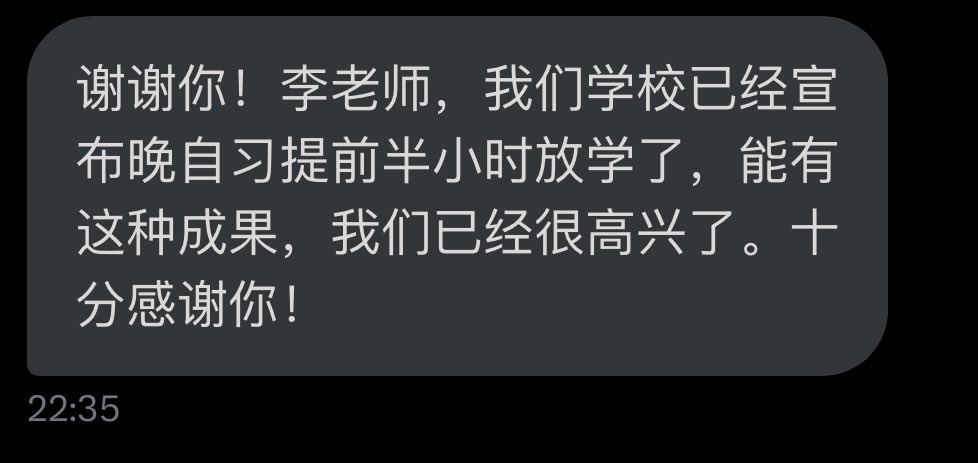 谢谢你！李老师，我们学校已经宣
布晚自习提前半小时放学了，能有
这种成果，我们已经很高兴了。十
分感谢你！
22:35